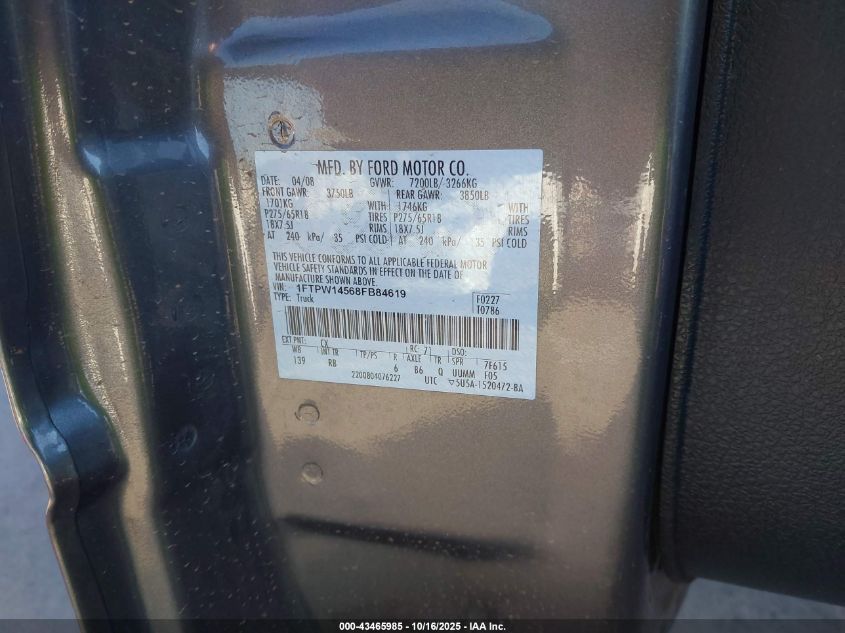 MFD. BY FORD MOTOR CO.
DATE: 04/08 GVWR: 7200LB/ 3266KG
FRONT GAWR: 3750LB REAR GAWR: 3850LB
1701KG WITH 1746KG WITH
P275/65R18 TIRES P275/65R18 TIRES
18X7.5J RIMS 18X7.5J RIMS
AT 240 kPa/ 35 PSI COLD AT 240 kPa/ 35 PSI COLD
THIS VEHICLE CONFORMS TO ALL APPLICABLE FEDERAL MOTOR
VEHICLE SAFETY STANDARDS IN EFFECT ON THE DATE OF
MANUFACTURE SHOWN ABOVE.
VIN: 1FTPW14568FB84619 F0227
TYPE: Truck T0786
EXT PNT: CX RC: 71 DSO:
WB INT TR TP/PS R AXLE TR SPR 7F615
139 RB 6 B6 Q UUMM F05
2200804076227 UTC ▽5U5A-1520472-BA
000-43465985 - 10/16/2025 - IAA Inc.